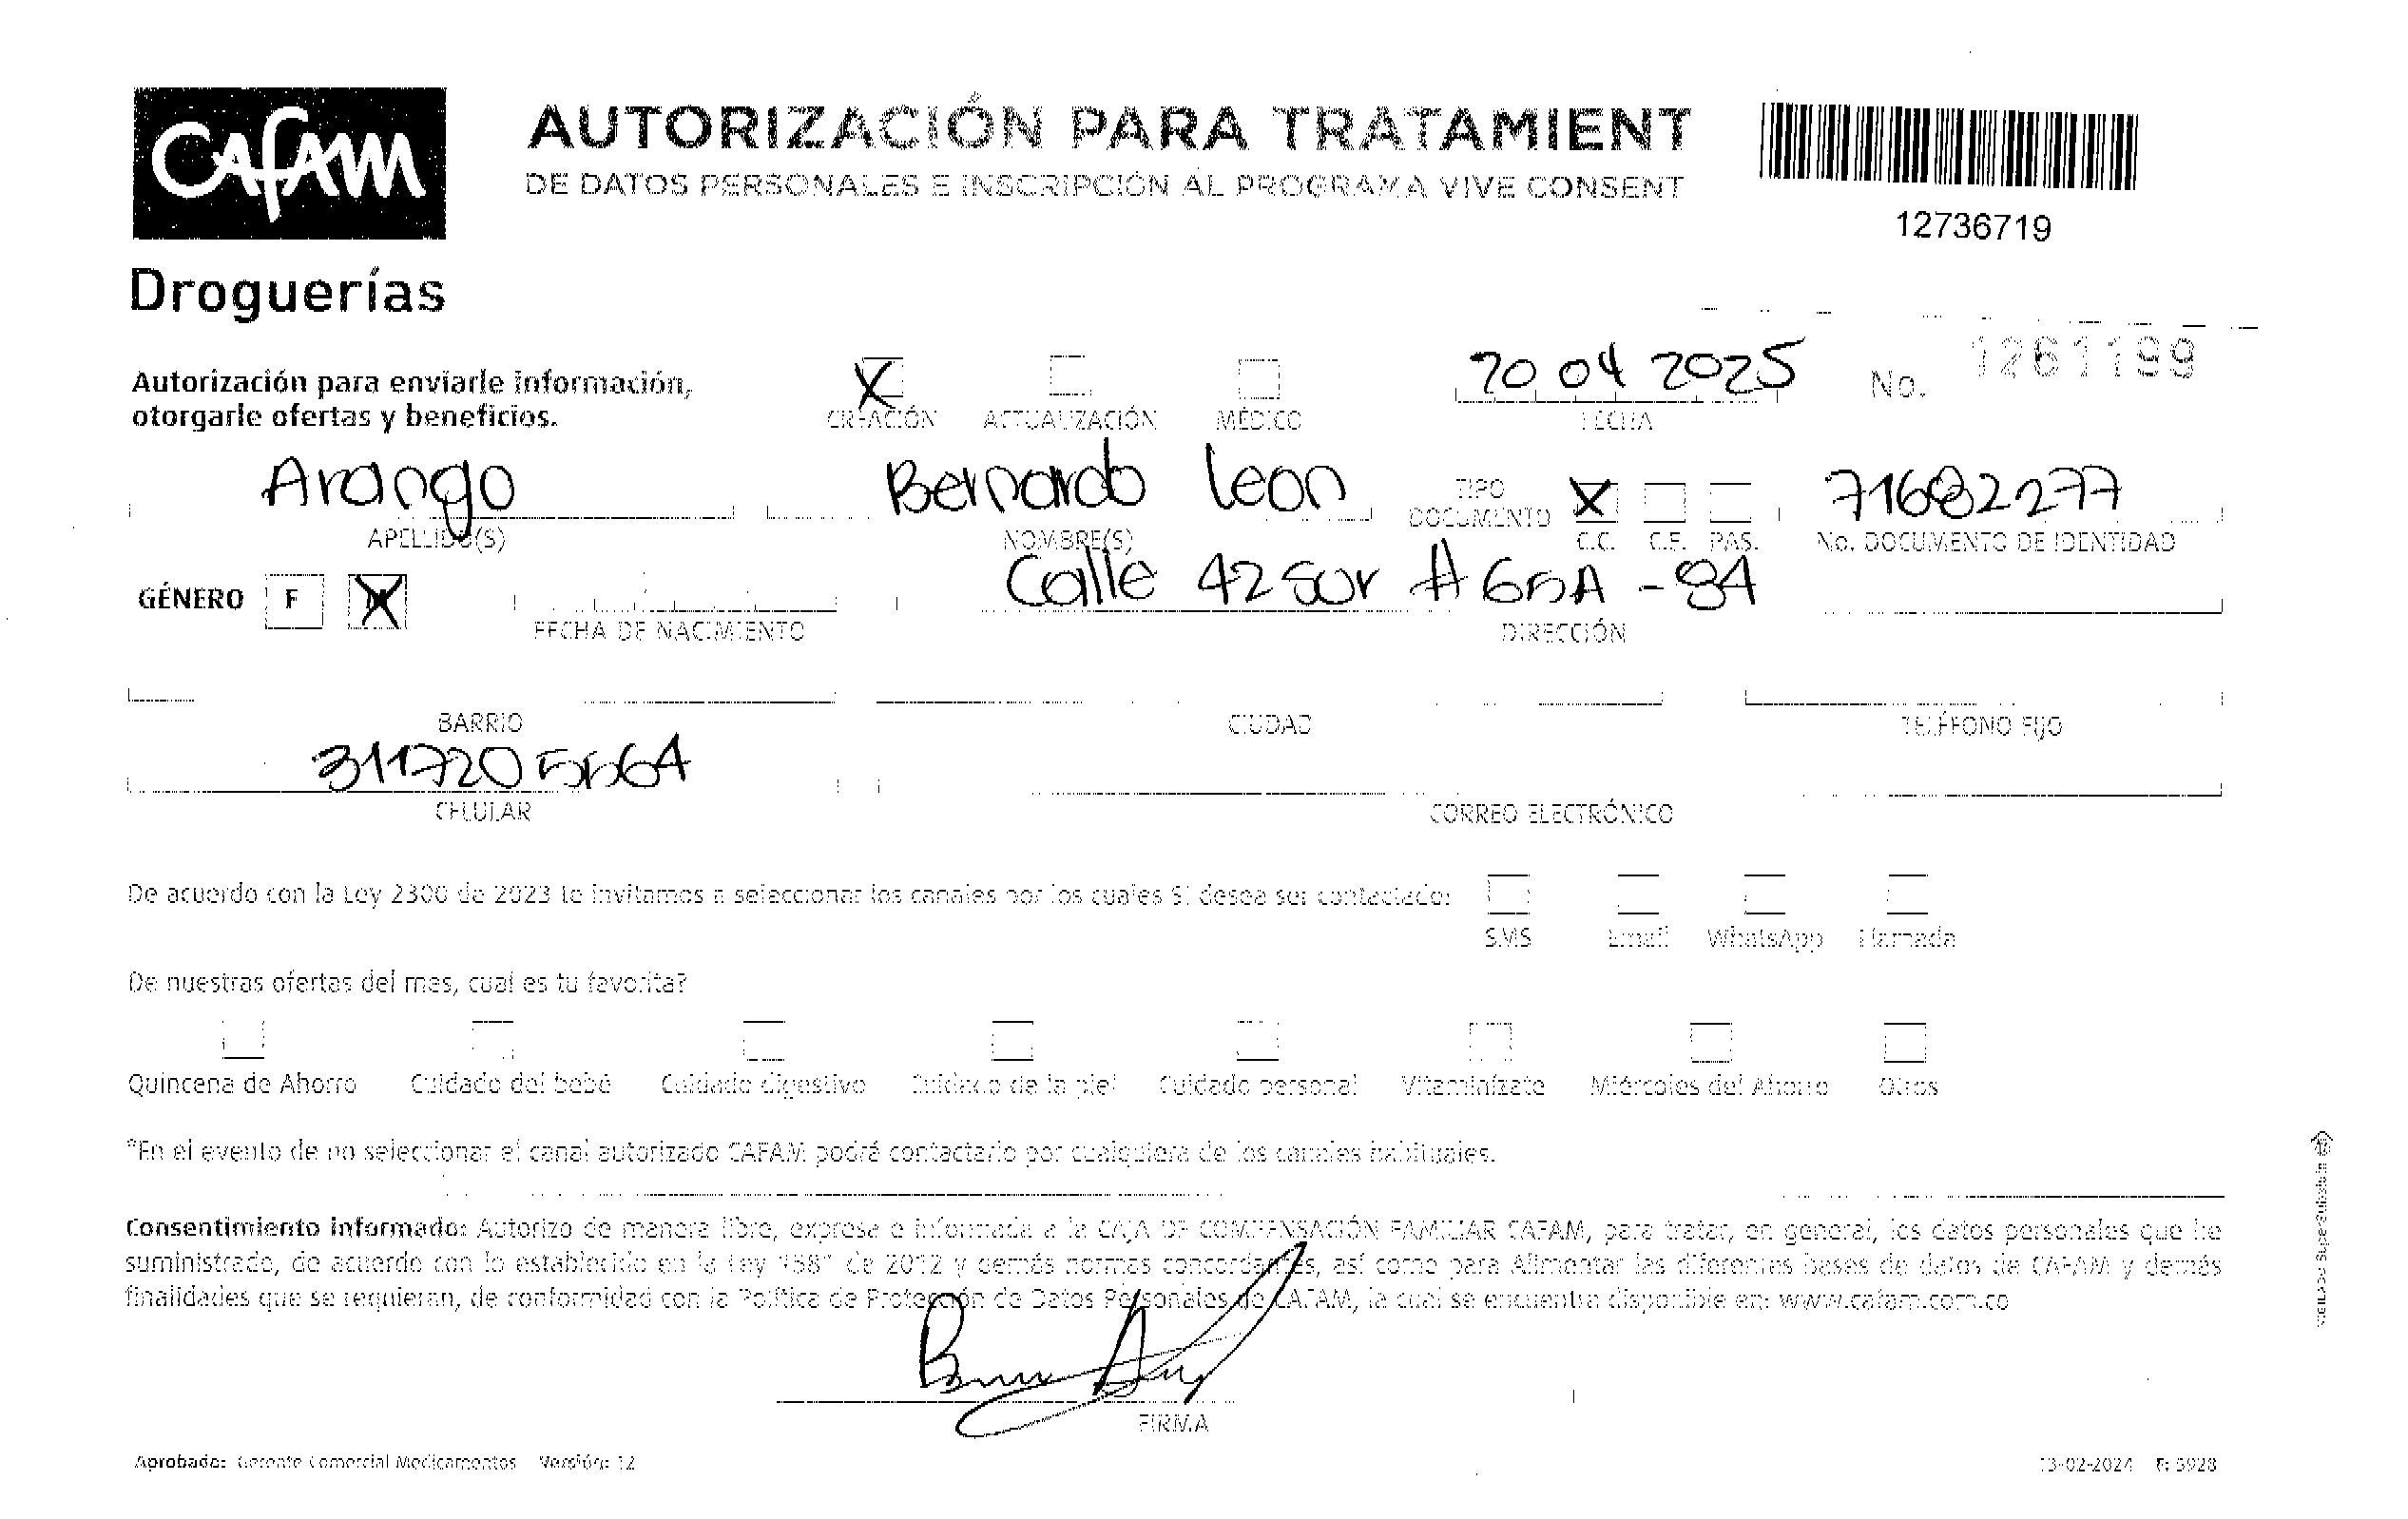 CAFAM
Droguerías
AUTORIZACIÓN PARA TRATAMIENT
DE DATOS PERSONALES E INSCRIPCIÓN AL PROGRAMA VIVE CONSENT
12736719
Autorización para enviarle información,
otorgarle ofertas y beneficios.
X
CREACIÓN ACTUALIZACIÓN MÉDICO
20 04 2025
FECHA
No. 1261199
Arango Bernardo Leon X 71682277
APELLIDO(S) NOMBRE(S) TIPO DOCUMENTO C.C. C.E. PAS. No. DOCUMENTO DE IDENTIDAD
GÉNERO F M X Calle 42 Sur # 65A - 84
FECHA DE NACIMIENTO DIRECCIÓN
BARRIO CIUDAD TELÉFONO FIJO
3117205564
CELULAR CORREO ELECTRÓNICO
De acuerdo con la Ley 2300 de 2023 te invitamos a seleccionar los canales por los cuales SI desea ser contactado:
SMS Email WhatsApp Llamada
De nuestras ofertas del mes, cual es tu favorita?
Quincena de Ahorro Cuidado del bebé Cuidado digestivo Cuidado de la piel Cuidado personal Vitamínízate Miércoles del Ahorro Otros
*En el evento de no seleccionar el canal autorizado CAFAM podrá contactarlo por cualquiera de los canales habituales.
Consentimiento informado: Autorizo de manera libre, expresa e informada a la CAJA DE COMPENSACIÓN FAMILIAR CAFAM, para tratar, en general, los datos personales que he
suministrado, de acuerdo con lo establecido en la Ley 1581 de 2012 y demás normas concordantes, así como para Alimentar las diferentes bases de datos de CAFAM y demás
finalidades que se requieran, de conformidad con la Política de Protección de Datos Personales de CAFAM, la cual se encuentra disponible en: www.cafam.com.co
FIRMA
Aprobado: Gerente Comercial Medicamentos Versión: 12
13-02-2024 F: 5928
VIGILADO SuperSubsidio